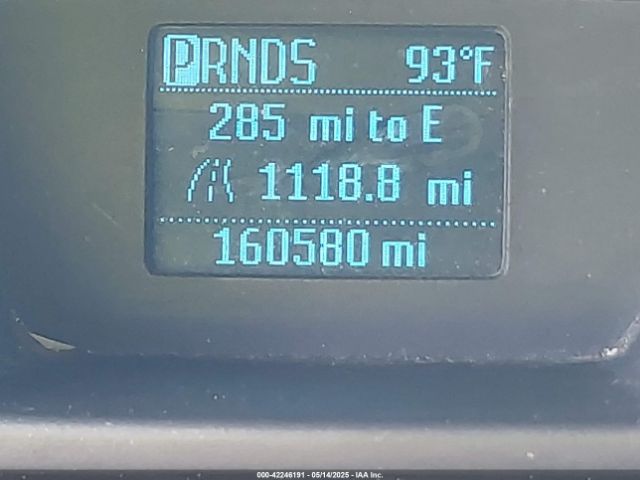 PRNDS 93°F
285 mi to E
1118.8 mi
160580 mi
000-42246191 - 05/14/2025 - IAA Inc.